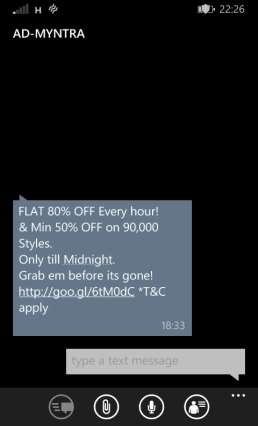 H 22:26
AD-MYNTRA
FLAT 80% OFF Every hour!
& Min 50% OFF on 90,000
Styles.
Only till Midnight.
Grab em before its gone!
http://goo.gl/6tM0dC *T&C
apply
18:33
type a text message